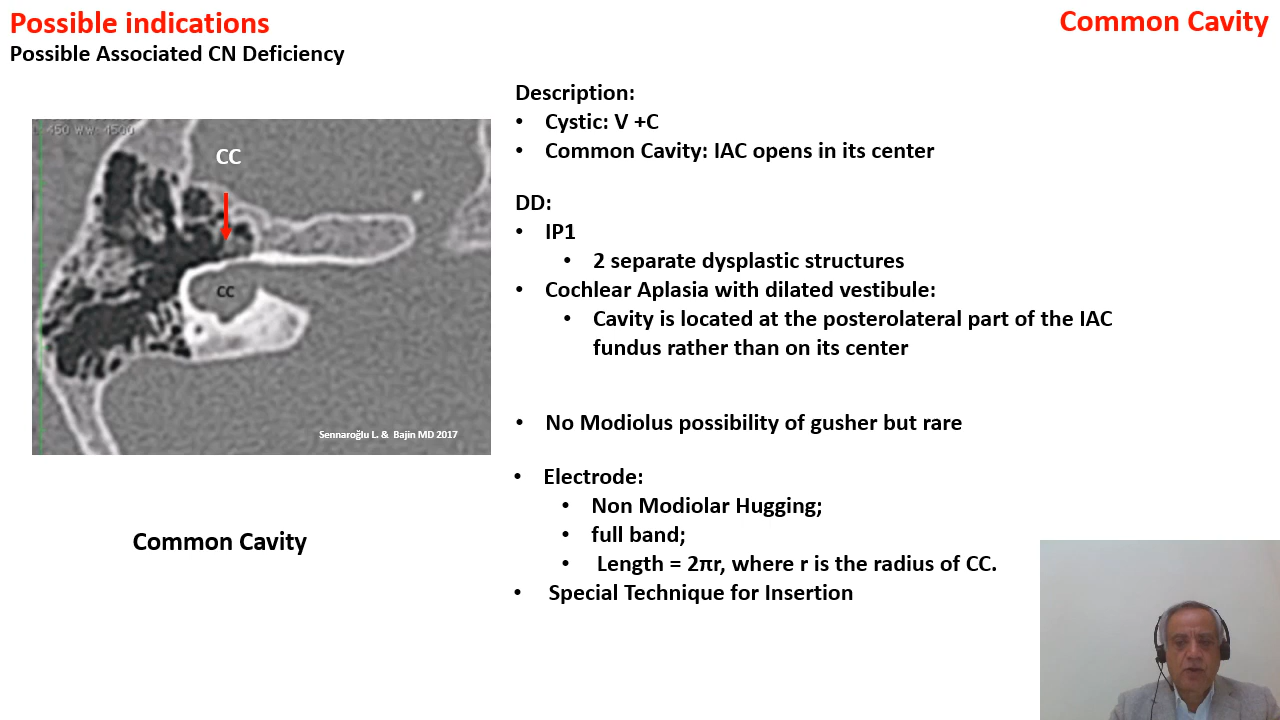 Possible indications
Common Cavity
Possible Associated CN Deficiency
450 WW: 4500
CC
CC
Sennaroğlu L. & Bajin MD 2017
Common Cavity
Description:
• Cystic: V +C
• Common Cavity: IAC opens in its center
DD:
• IP1
• 2 separate dysplastic structures
• Cochlear Aplasia with dilated vestibule:
• Cavity is located at the posterolateral part of the IAC
fundus rather than on its center
• No Modiolus possibility of gusher but rare
• Electrode:
• Non Modiolar Hugging;
• full band;
• Length = 2πr, where r is the radius of CC.
• Special Technique for Insertion